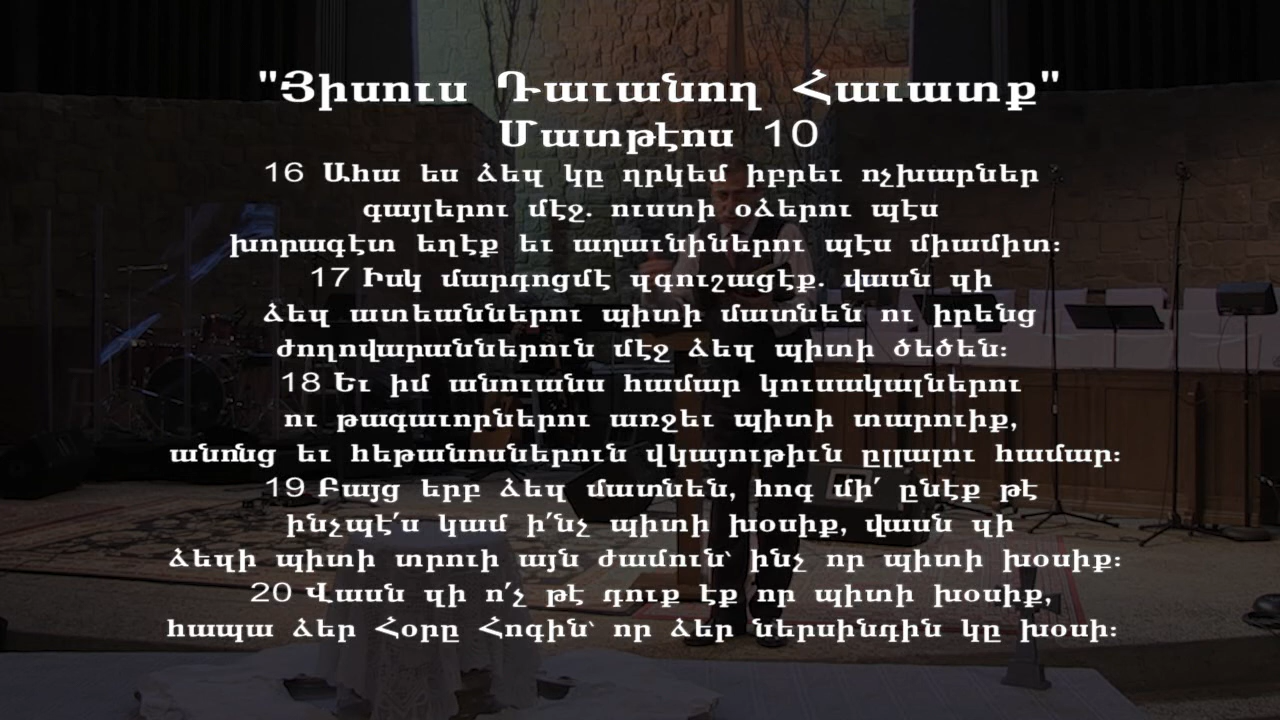 "Յիսուս Դաւանող Հաւատք"
Մատթէոս 10
16 Ահա ես ձեզ կը ղրկեմ իբրեւ ոչխարներ
գայլերու մէջ. ուստի օձերու պէս
խորագէտ եղէք եւ աղաւնիներու պէս միամիտ։
17 Իսկ մարդոցմէ զգուշացէք. վասն զի
ձեզ ատեաններու պիտի մատնեն ու իրենց
ժողովարաններուն մէջ ձեզ պիտի ծեծեն։
18 Եւ իմ անուանս համար կուսակալներու
ու թագաւորներու առջեւ պիտի տարուիք,
անոնց եւ հեթանոսներուն վկայութիւն ըլլալու համար։
19 Բայց երբ ձեզ մատնեն, հոգ մի՛ ընէք թէ
ինչպէ՛ս կամ ի՛նչ պիտի խօսիք, վասն զի
ձեզի պիտի տրուի այն ժամուն՝ ինչ որ պիտի խօսիք։
20 Վասն զի ո՛չ թէ դուք էք որ պիտի խօսիք,
հապա ձեր Հօրը Հոգին՝ որ ձեր ներսինդին կը խօսի։